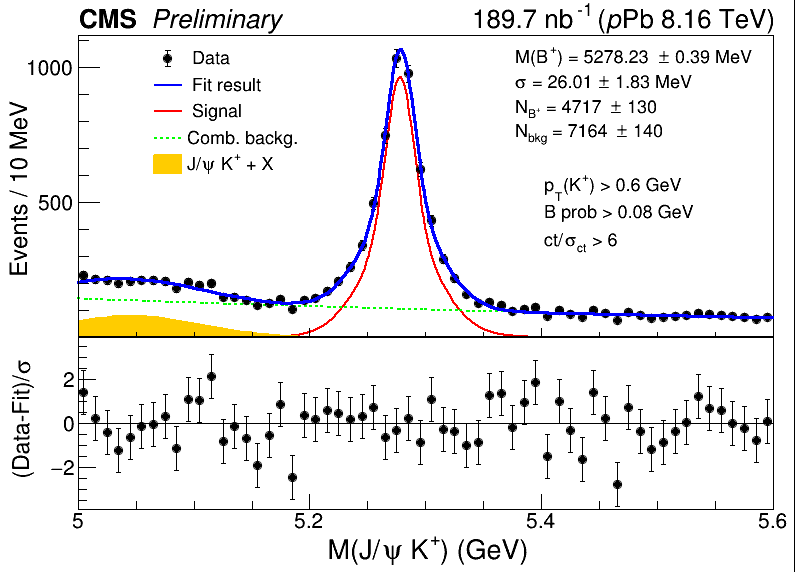 CMS Preliminary 189.7 nb⁻¹ (pPb 8.16 TeV)
Events / 10 MeV
1000
500
Data
Fit result
Signal
Comb. backg.
J/ψ K⁺ + X
M(B⁺) = 5278.23 ± 0.39 MeV
σ = 26.01 ± 1.83 MeV
N_B⁺ = 4717 ± 130
N_bkg = 7164 ± 140
p_T(K⁺) > 0.6 GeV
B prob > 0.08 GeV
ct/σ_ct > 6
(Data-Fit)/σ
2
0
−2
5 5.2 5.4 5.6
M(J/ψ K⁺) (GeV)